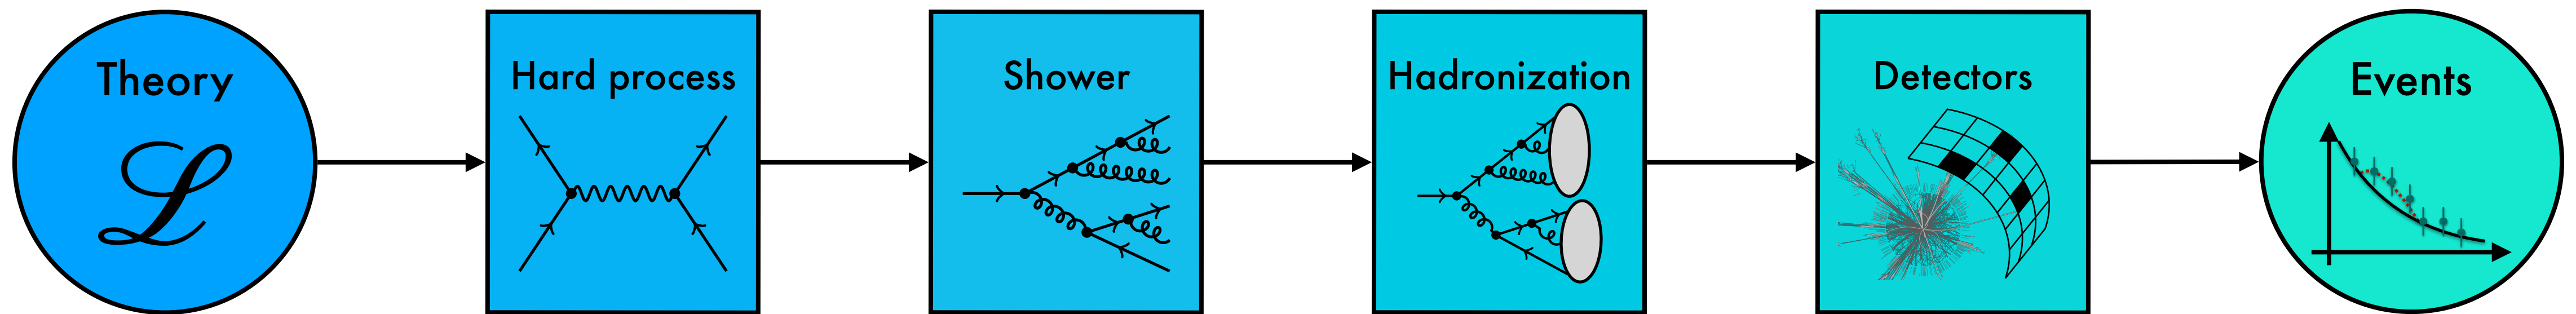 Theory
ℒ
Hard process
Shower
Hadronization
Detectors
Events